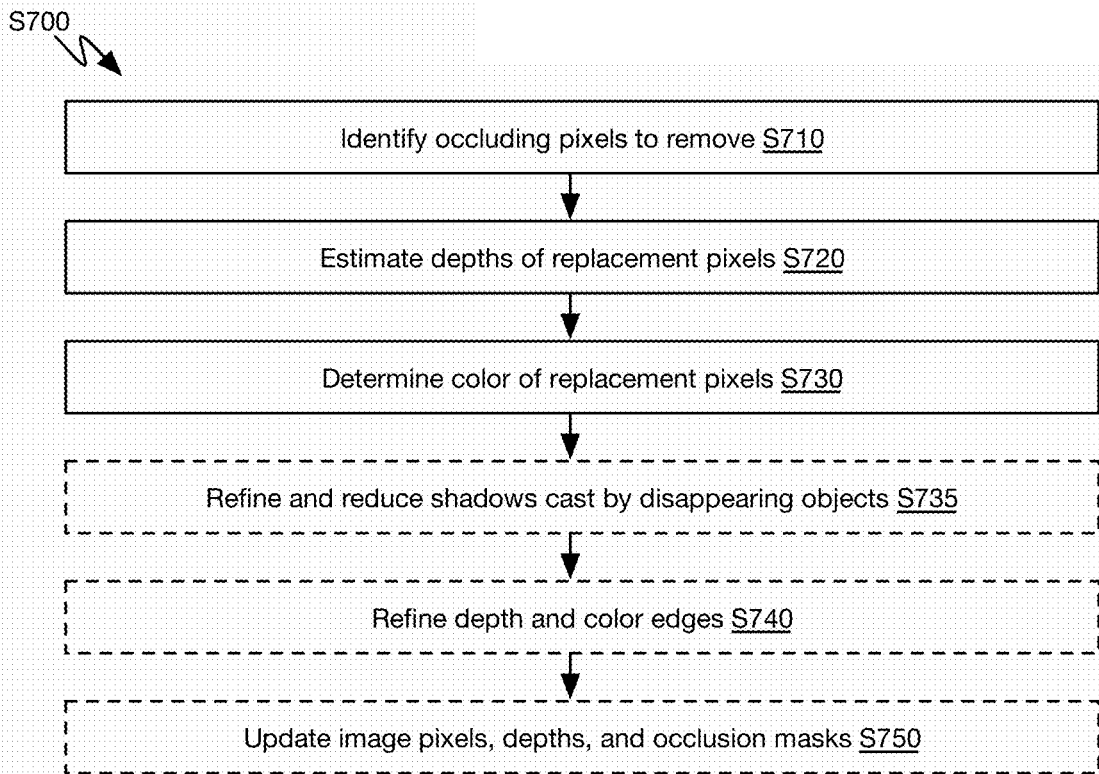 S700
Identify occluding pixels to remove S710
Estimate depths of replacement pixels S720
Determine color of replacement pixels S730
Refine and reduce shadows cast by disappearing objects S735
Refine depth and color edges S740
Update image pixels, depths, and occlusion masks S750